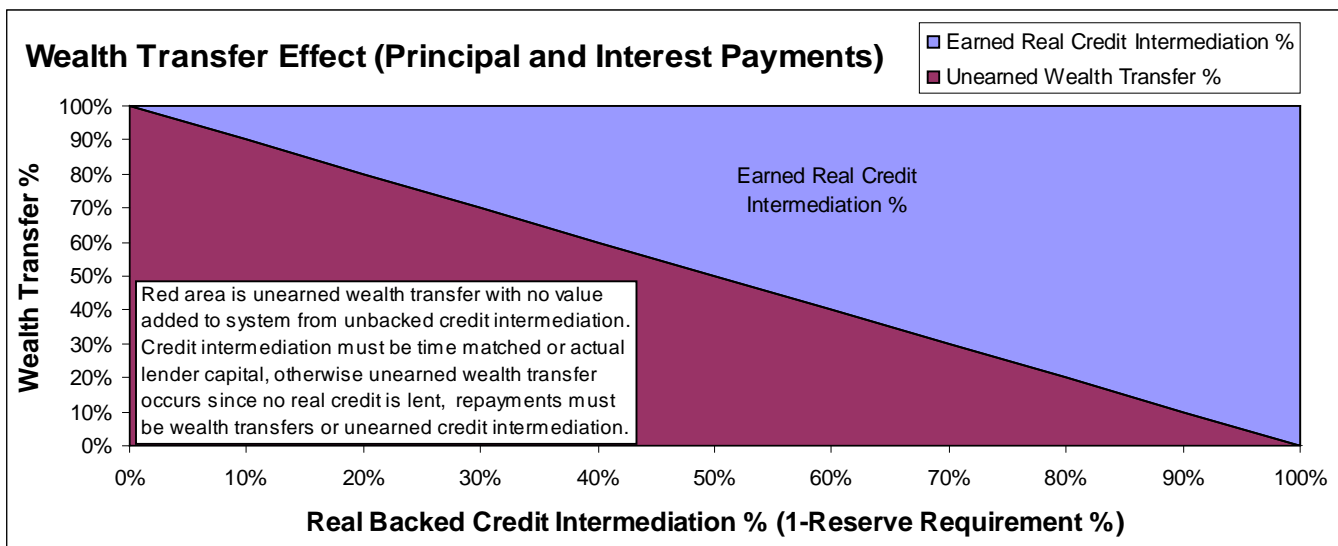 Wealth Transfer Effect (Principal and Interest Payments)
Earned Real Credit Intermediation %
Unearned Wealth Transfer %
Wealth Transfer %
100%
90%
80%
70%
60%
50%
40%
30%
20%
10%
0%
Earned Real Credit
Intermediation %
Red area is unearned wealth transfer with no value
added to system from unbacked credit intermediation.
Credit intermediation must be time matched or actual
lender capital, otherwise unearned wealth transfer
occurs since no real credit is lent, repayments must
be wealth transfers or unearned credit intermediation.
0% 10% 20% 30% 40% 50% 60% 70% 80% 90% 100%
Real Backed Credit Intermediation % (1-Reserve Requirement %)